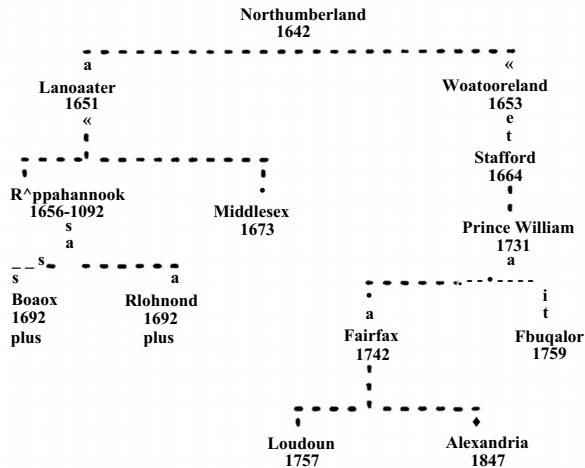 Northumberland
1642
a «
Lanoaater Woatooreland
1651 1653
« e
t
Stafford
1664
R^ppahannook Middlesex
1656-1092 1673
s
a
s
Prince William
1731
a
s a
Boaox Rlohnond
1692 1692
plus plus
a i
t
Fairfax Fbuqalor
1742 1759
♦
Loudoun Alexandria
1757 1847